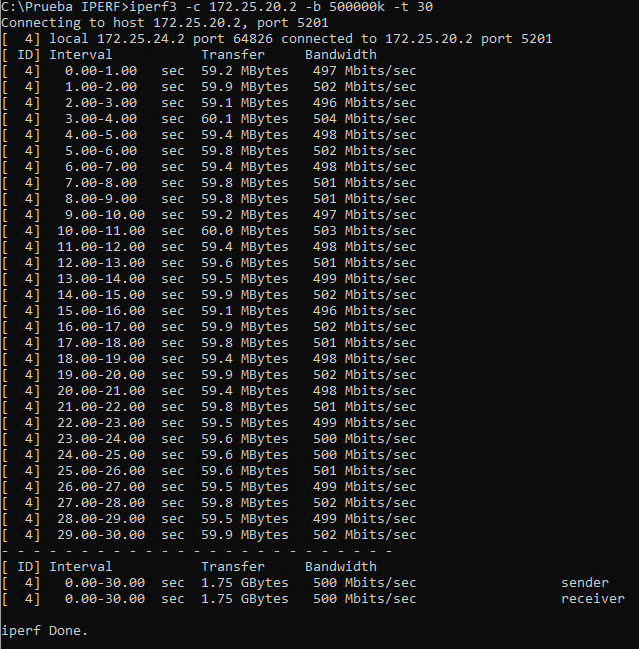 C:\Prueba IPERF>iperf3 -c 172.25.20.2 -b 500000k -t 30
Connecting to host 172.25.20.2, port 5201
[  4] local 172.25.24.2 port 64826 connected to 172.25.20.2 port 5201
[ ID] Interval           Transfer     Bandwidth
[  4]   0.00-1.00   sec  59.2 MBytes   497 Mbits/sec
[  4]   1.00-2.00   sec  59.9 MBytes   502 Mbits/sec
[  4]   2.00-3.00   sec  59.1 MBytes   496 Mbits/sec
[  4]   3.00-4.00   sec  60.1 MBytes   504 Mbits/sec
[  4]   4.00-5.00   sec  59.4 MBytes   498 Mbits/sec
[  4]   5.00-6.00   sec  59.8 MBytes   502 Mbits/sec
[  4]   6.00-7.00   sec  59.4 MBytes   498 Mbits/sec
[  4]   7.00-8.00   sec  59.8 MBytes   501 Mbits/sec
[  4]   8.00-9.00   sec  59.8 MBytes   501 Mbits/sec
[  4]   9.00-10.00  sec  59.2 MBytes   497 Mbits/sec
[  4]  10.00-11.00  sec  60.0 MBytes   503 Mbits/sec
[  4]  11.00-12.00  sec  59.4 MBytes   498 Mbits/sec
[  4]  12.00-13.00  sec  59.6 MBytes   501 Mbits/sec
[  4]  13.00-14.00  sec  59.5 MBytes   499 Mbits/sec
[  4]  14.00-15.00  sec  59.9 MBytes   502 Mbits/sec
[  4]  15.00-16.00  sec  59.1 MBytes   496 Mbits/sec
[  4]  16.00-17.00  sec  59.9 MBytes   502 Mbits/sec
[  4]  17.00-18.00  sec  59.8 MBytes   501 Mbits/sec
[  4]  18.00-19.00  sec  59.4 MBytes   498 Mbits/sec
[  4]  19.00-20.00  sec  59.9 MBytes   502 Mbits/sec
[  4]  20.00-21.00  sec  59.4 MBytes   498 Mbits/sec
[  4]  21.00-22.00  sec  59.8 MBytes   501 Mbits/sec
[  4]  22.00-23.00  sec  59.5 MBytes   499 Mbits/sec
[  4]  23.00-24.00  sec  59.6 MBytes   500 Mbits/sec
[  4]  24.00-25.00  sec  59.6 MBytes   500 Mbits/sec
[  4]  25.00-26.00  sec  59.6 MBytes   501 Mbits/sec
[  4]  26.00-27.00  sec  59.5 MBytes   499 Mbits/sec
[  4]  27.00-28.00  sec  59.8 MBytes   502 Mbits/sec
[  4]  28.00-29.00  sec  59.5 MBytes   499 Mbits/sec
[  4]  29.00-30.00  sec  59.9 MBytes   502 Mbits/sec
- - - - - - - - - - - - - - - - - - - - - - - - -
[ ID] Interval           Transfer     Bandwidth
[  4]   0.00-30.00  sec  1.75 GBytes   500 Mbits/sec                  sender
[  4]   0.00-30.00  sec  1.75 GBytes   500 Mbits/sec                  receiver
iperf Done.